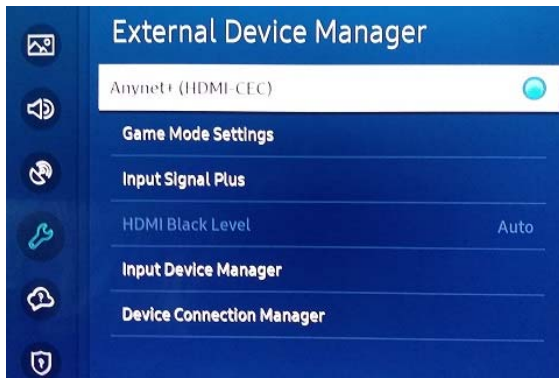 External Device Manager
Anynet+ (HDMI-CEC)
Game Mode Settings
Input Signal Plus
HDMI Black Level Auto
Input Device Manager
Device Connection Manager